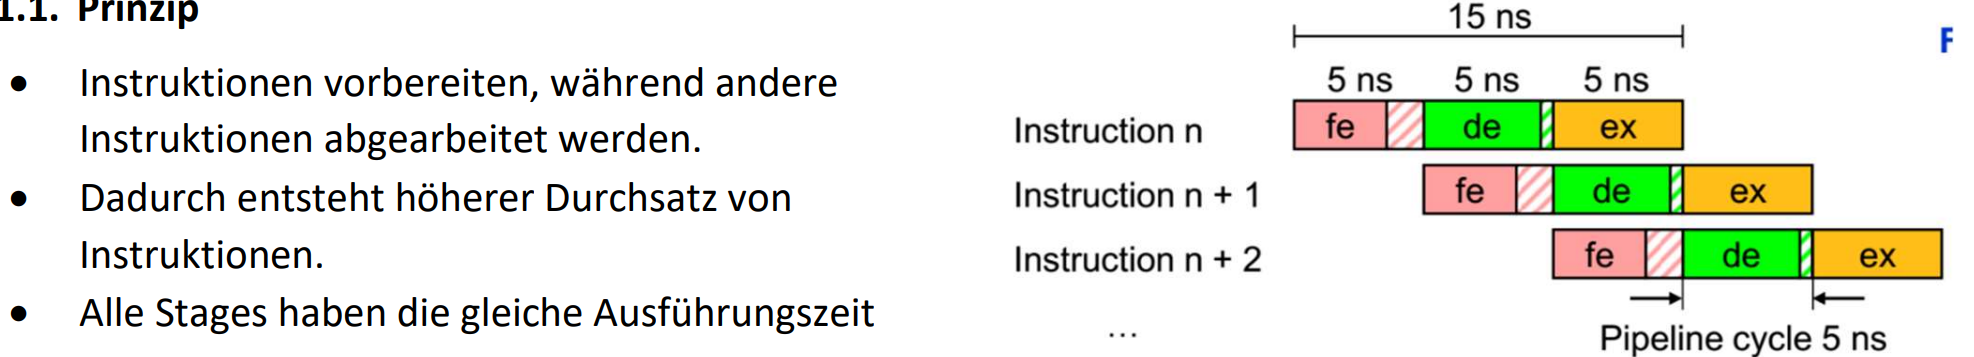 1.1. Prinzip
• Instruktionen vorbereiten, während andere
Instruktionen abgearbeitet werden.
• Dadurch entsteht höherer Durchsatz von
Instruktionen.
• Alle Stages haben die gleiche Ausführungszeit
15 ns
F
5 ns 5 ns 5 ns
Instruction n fe de ex
Instruction n + 1 fe de ex
Instruction n + 2 fe de ex
...
Pipeline cycle 5 ns